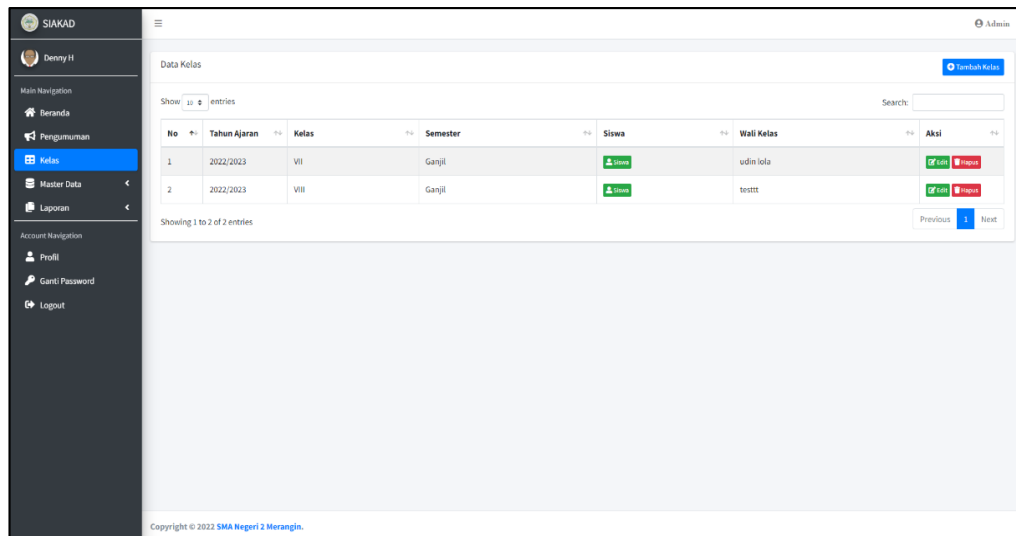 SIAKAD
Admin
Denny H
Main Navigation
Beranda
Pengumuman
Kelas
Master Data
Laporan
Account Navigation
Profil
Ganti Password
Logout
Data Kelas
Tambah Kelas
Show 10 entries
Search:
No Tahun Ajaran Kelas Semester Siswa Wali Kelas Aksi
1 2022/2023 VII Ganjil Siswa udin lola Edit Hapus
2 2022/2023 VIII Ganjil Siswa testtt Edit Hapus
Showing 1 to 2 of 2 entries
Previous 1 Next
Copyright © 2022 SMA Negeri 2 Merangin.